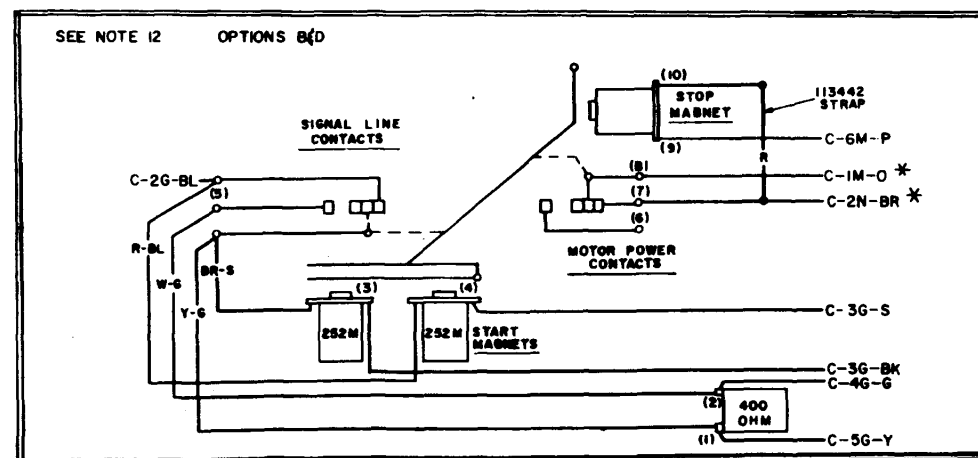 SEE NOTE 12 OPTIONS B&D
(10)
STOP
MAGNET
113442
STRAP
SIGNAL LINE
CONTACTS
C-6M-P
(9)
R
C-2G-BL
(5)
(8)
C-1M-O *
(7)
C-2N-BR *
(6)
R-BL
W-G
Y-G
BR-S
MOTOR POWER
CONTACTS
(3)
(4)
252M
252M
START
MAGNETS
C-3G-S
C-3G-BK
C-4G-G
(2)
400
OHM
(1)
C-5G-Y